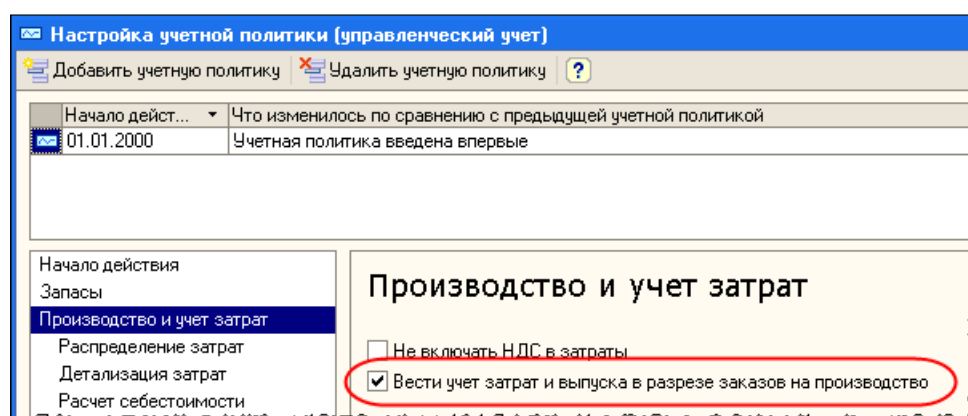 Настройка учетной политики (управленческий учет)
Добавить учетную политику Удалить учетную политику ?
Начало дейст... Что изменилось по сравнению с предыдущей учетной политикой
01.01.2000 Учетная политика введена впервые
Начало действия
Запасы
Производство и учет затрат
Распределение затрат
Детализация затрат
Расчет себестоимости
Производство и учет затрат
Не включать НДС в затраты
Вести учет затрат и выпуска в разрезе заказов на производство